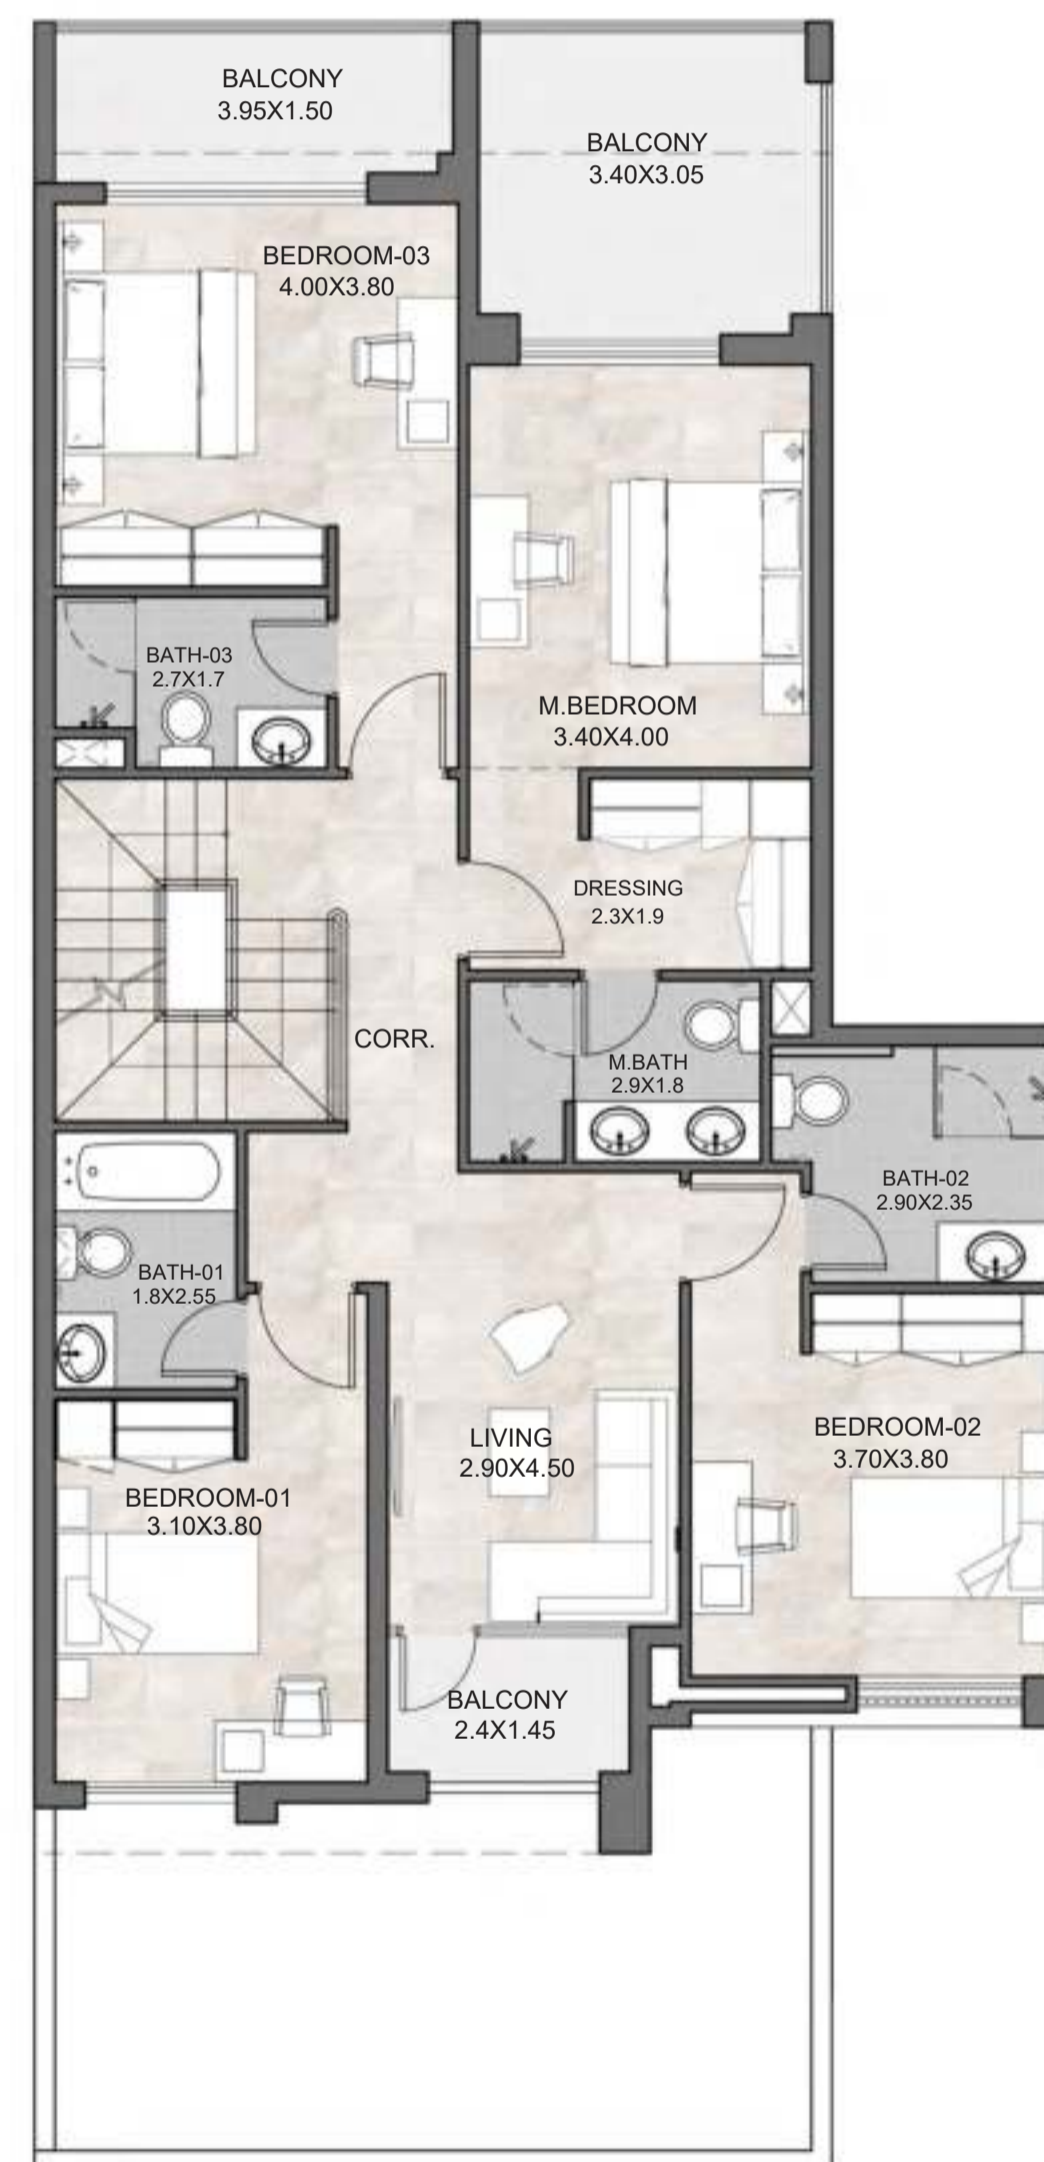 BALCONY
3.95X1.50
BALCONY
3.40X3.05
BEDROOM-03
4.00X3.80
BATH-03
2.7X1.7
M.BEDROOM
3.40X4.00
DRESSING
2.3X1.9
CORR.
M.BATH
2.9X1.8
BATH-02
2.90X2.35
BATH-01
1.8X2.55
LIVING
2.90X4.50
BEDROOM-02
3.70X3.80
BEDROOM-01
3.10X3.80
BALCONY
2.4X1.45